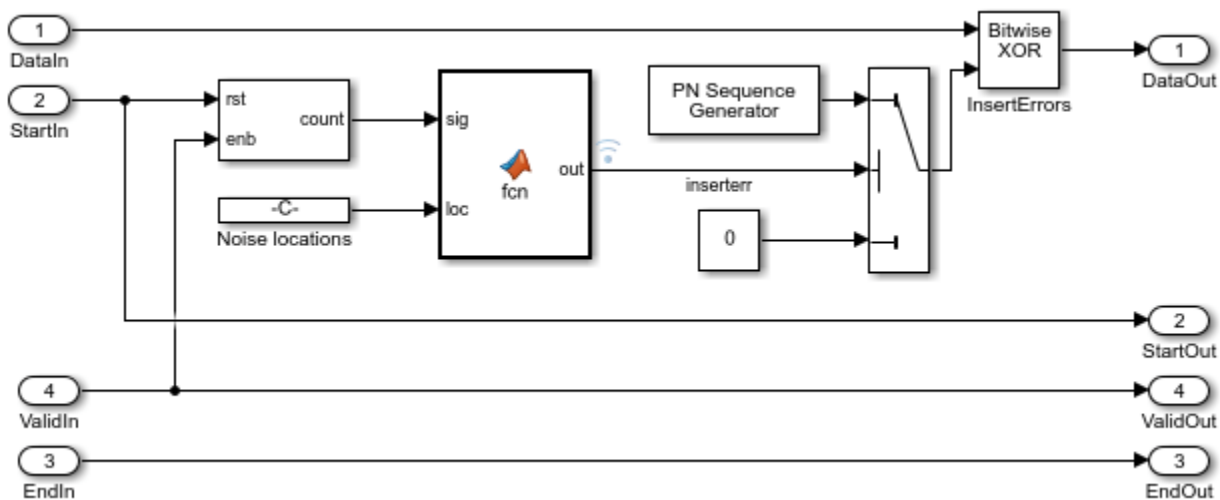 1
DataIn
2
StartIn
rst
enb
count
-C-
Noise locations
sig
loc
out
fcn
inserterr
PN Sequence
Generator
0
Bitwise
XOR
InsertErrors
1
DataOut
2
StartOut
4
ValidIn
4
ValidOut
3
EndIn
3
EndOut